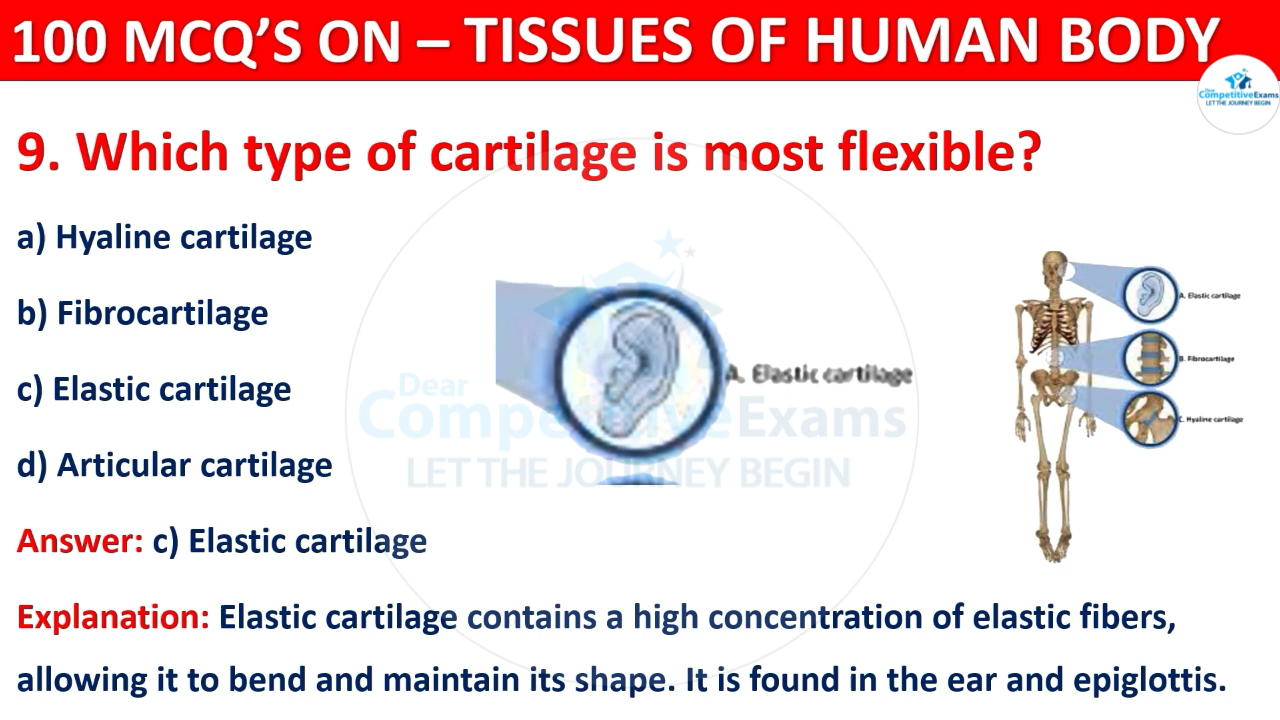 100 MCQ'S ON – TISSUES OF HUMAN BODY
Dear
CompetitiveExams
LET THE JOURNEY BEGIN
9. Which type of cartilage is most flexible?
a) Hyaline cartilage
b) Fibrocartilage
c) Elastic cartilage
d) Articular cartilage
A. Elastic cartilage
Dear
CompetitiveExams
LET THE JOURNEY BEGIN
A. Elastic cartilage
B. Fibrocartilage
C. Hyaline cartilage
Answer: c) Elastic cartilage
Explanation: Elastic cartilage contains a high concentration of elastic fibers,
allowing it to bend and maintain its shape. It is found in the ear and epiglottis.